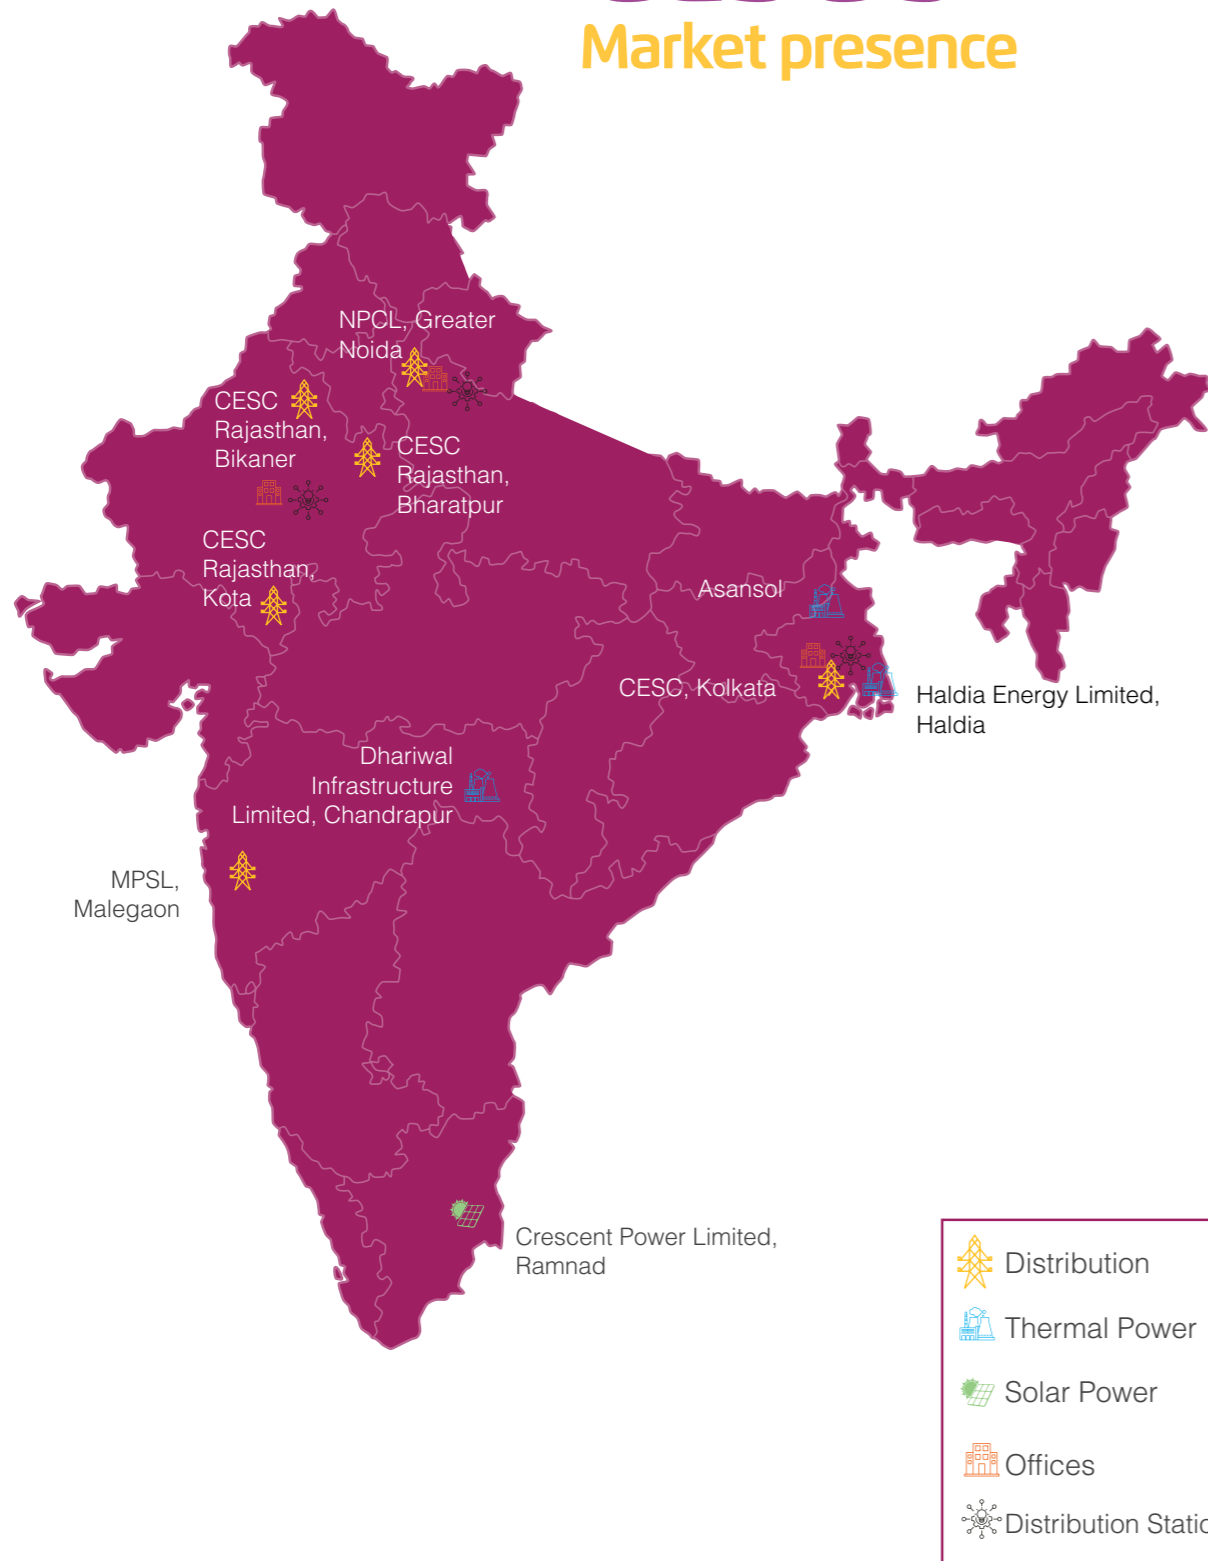 Market presence
NPCL, Greater
Noida
CESC
Rajasthan,
Bikaner
CESC
Rajasthan,
Bharatpur
CESC
Rajasthan,
Kota
Asansol
CESC, Kolkata
Haldia Energy Limited,
Haldia
Dhariwal
Infrastructure
Limited, Chandrapur
MPSL,
Malegaon
Crescent Power Limited,
Ramnad
Distribution
Thermal Power
Solar Power
Offices
Distribution